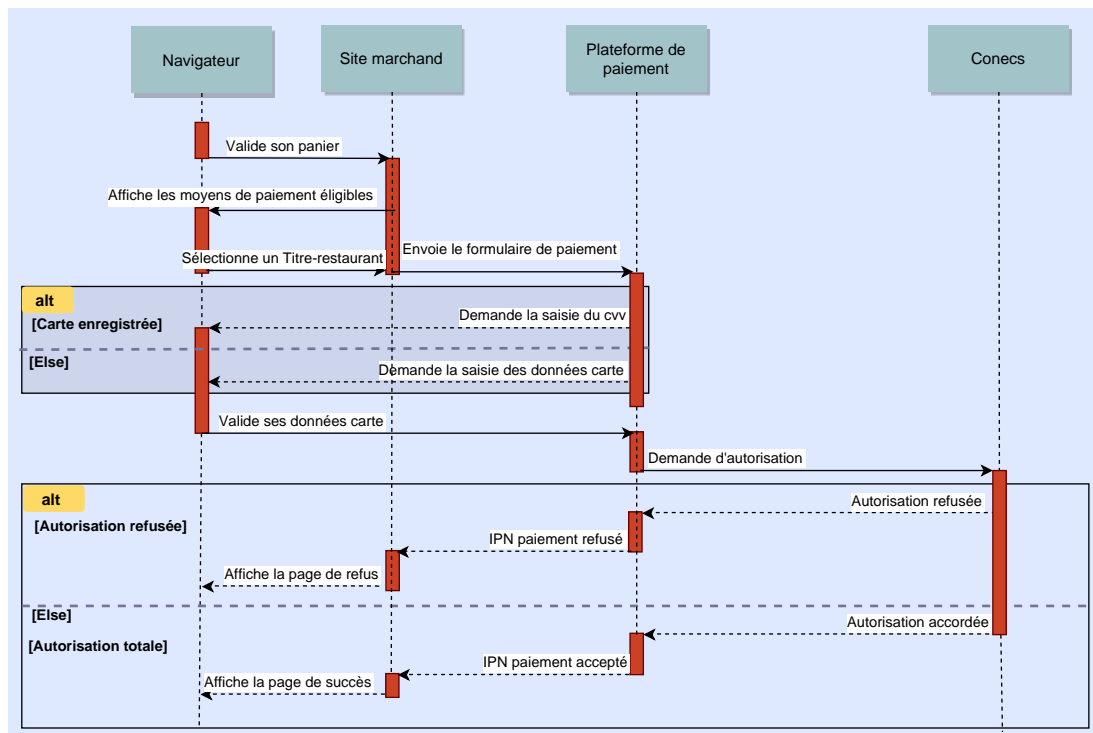 Navigateur
Site marchand
Plateforme de
paiement
Conecs
Valide son panier
Affiche les moyens de paiement éligibles
Sélectionne un Titre-restaurant
Envoie le formulaire de paiement
alt
[Carte enregistrée]
Demande la saisie du cvv
[Else]
Demande la saisie des données carte
Valide ses données carte
Demande d'autorisation
alt
[Autorisation refusée]
Autorisation refusée
IPN paiement refusé
Affiche la page de refus
[Else]
Autorisation accordée
[Autorisation totale]
IPN paiement accepté
Affiche la page de succès